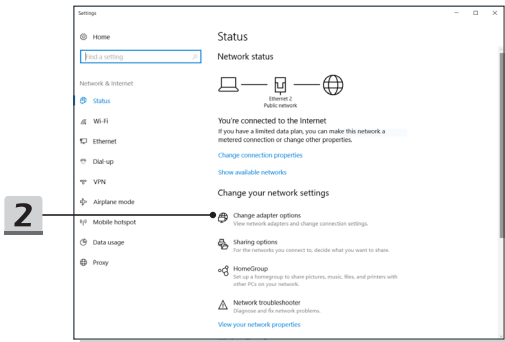 Settings
Home
Find a setting
Network & Internet
Status
Wi-Fi
Ethernet
Dial-up
VPN
Airplane mode
Mobile hotspot
Data usage
Proxy
2
Status
Network status
Ethernet 2
Public network
You're connected to the Internet
If you have a limited data plan, you can make this network a
metered connection or change other properties.
Change connection properties
Show available networks
Change your network settings
Change adapter options
View network adapters and change connection settings.
Sharing options
For the networks you connect to, decide what you want to share.
HomeGroup
Set up a homegroup to share pictures, music, files, and printers with
other PCs on your network.
Network troubleshooter
Diagnose and fix network problems.
View your network properties